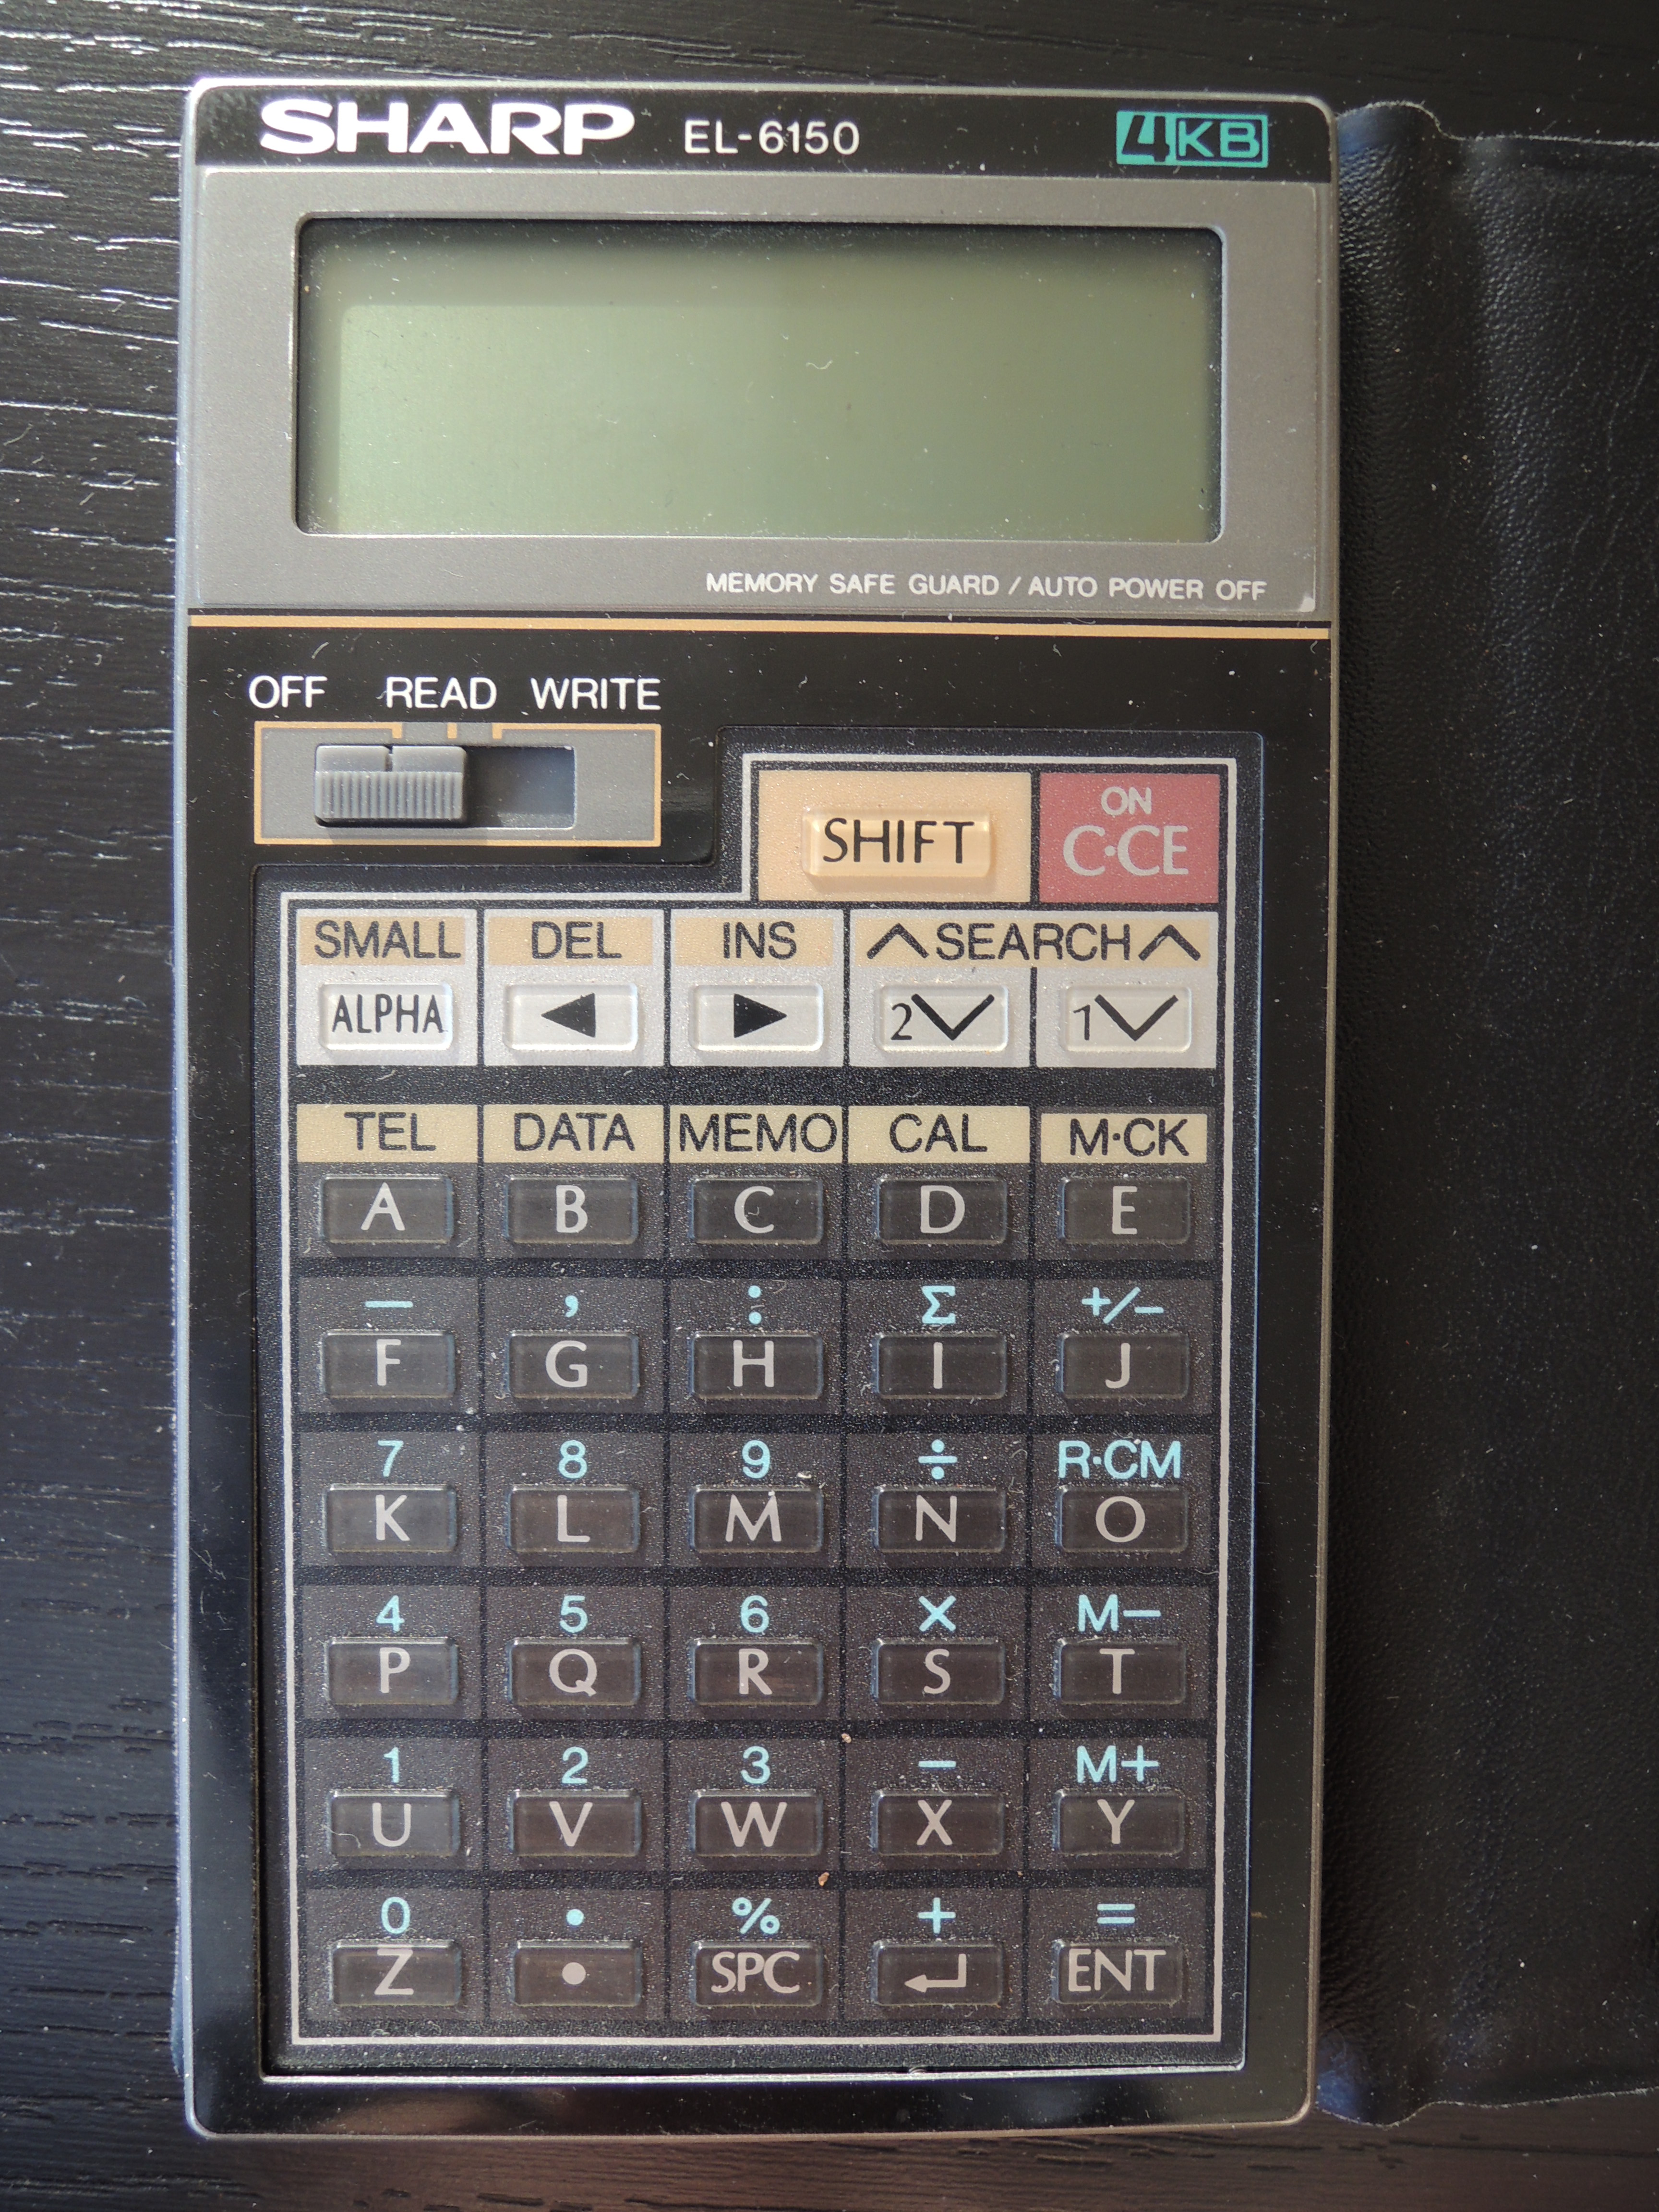 SHARP EL-6150 4KB
MEMORY SAFE GUARD / AUTO POWER OFF
OFF READ WRITE
SHIFT ON C·CE
SMALL DEL INS ∧SEARCH∧
ALPHA ◀ ▶ 2∨ 1∨
TEL DATA MEMO CAL M·CK
A B C D E
— , : Σ +/−
F G H I J
7 8 9 ÷ R·CM
K L M N O
4 5 6 × M−
P Q R S T
1 2 3 − M+
U V W X Y
0 • % + =
Z • SPC ↵ ENT